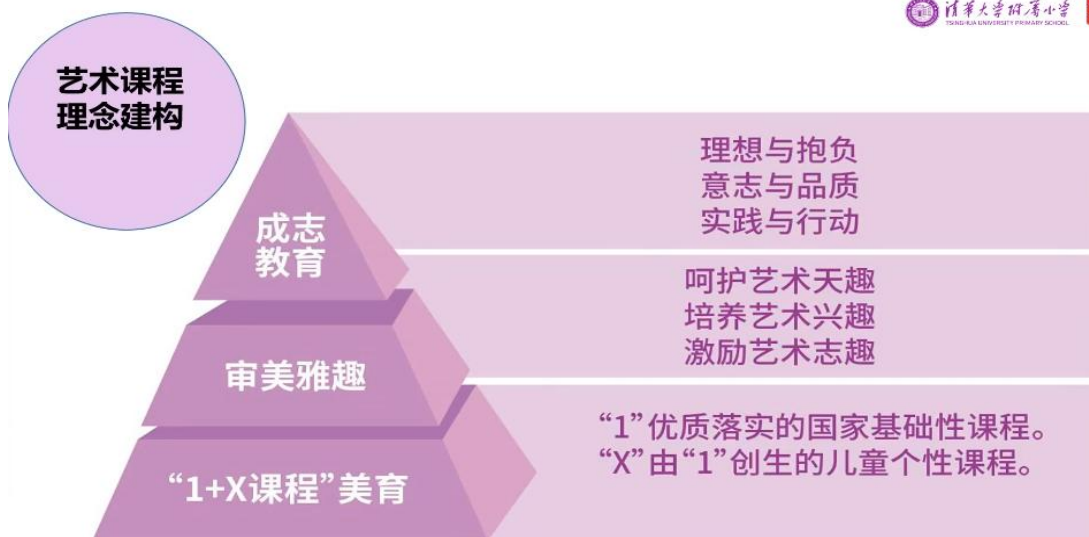 清华大学附属小学
TSINGHUA UNIVERSITY PRIMARY SCHOOL
艺术课程
理念建构
成志
教育
理想与抱负
意志与品质
实践与行动
审美雅趣
呵护艺术天趣
培养艺术兴趣
激励艺术志趣
“1+X课程”美育
“1”优质落实的国家基础性课程。
“X”由“1”创生的儿童个性课程。